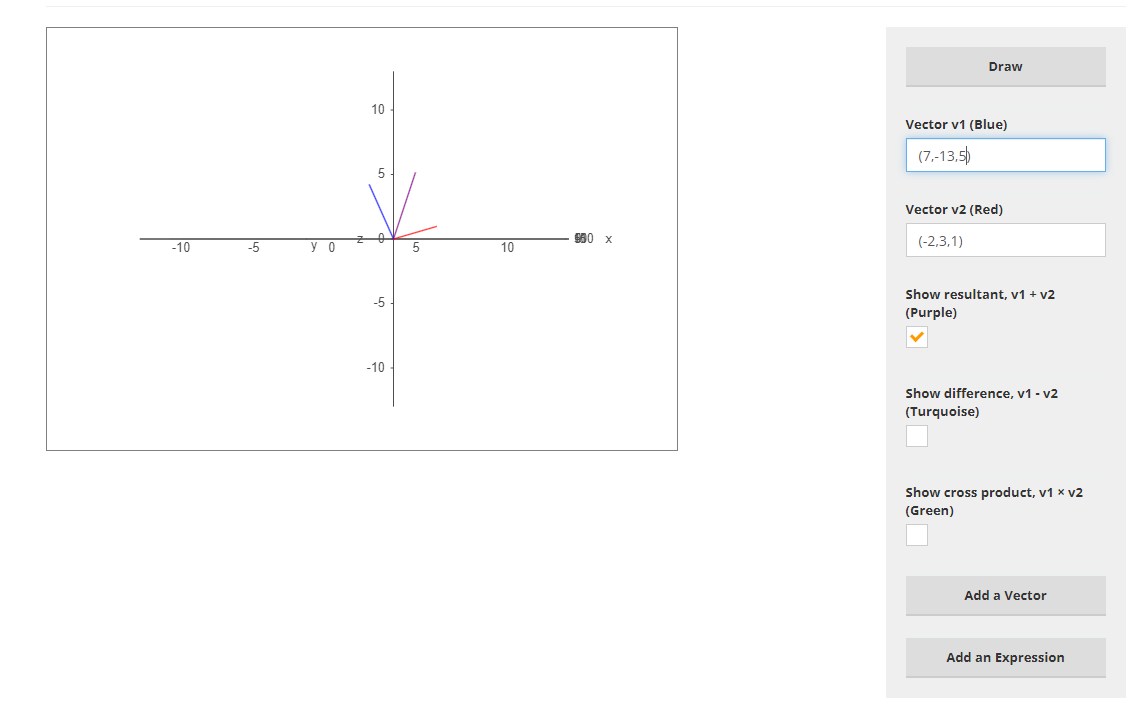 Draw
10
Vector v1 (Blue)
(7,-13,5)
5
Vector v2 (Red)
(-2,3,1)
z 0 x
-10 -5 y 0 5 10
Show resultant, v1 + v2
(Purple)
-5
-10
Show difference, v1 - v2
(Turquoise)
Show cross product, v1 × v2
(Green)
Add a Vector
Add an Expression